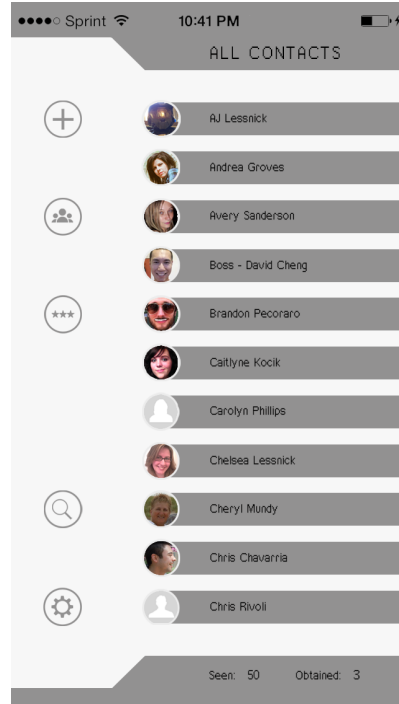 Sprint 10:41 PM
ALL CONTACTS
AJ Lessnick
Andrea Groves
Avery Sanderson
Boss - David Cheng
Brandon Pecoraro
Caitlyne Kocik
Carolyn Phillips
Chelsea Lessnick
Cheryl Mundy
Chris Chavarria
Chris Rivoli
Seen: 50 Obtained: 3